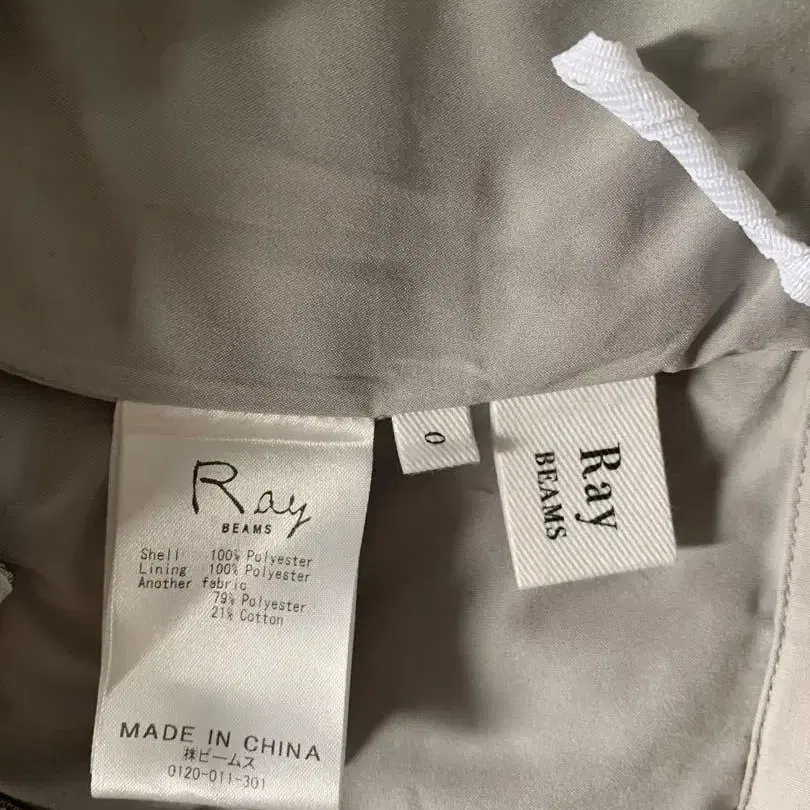 Ray
BEAMS
Shell 100% Polyester
Lining 100% Polyester
Another fabric
79% Polyester
21% Cotton
MADE IN CHINA
㈱ビームス
0120-011-301
0
Ray
BEAMS